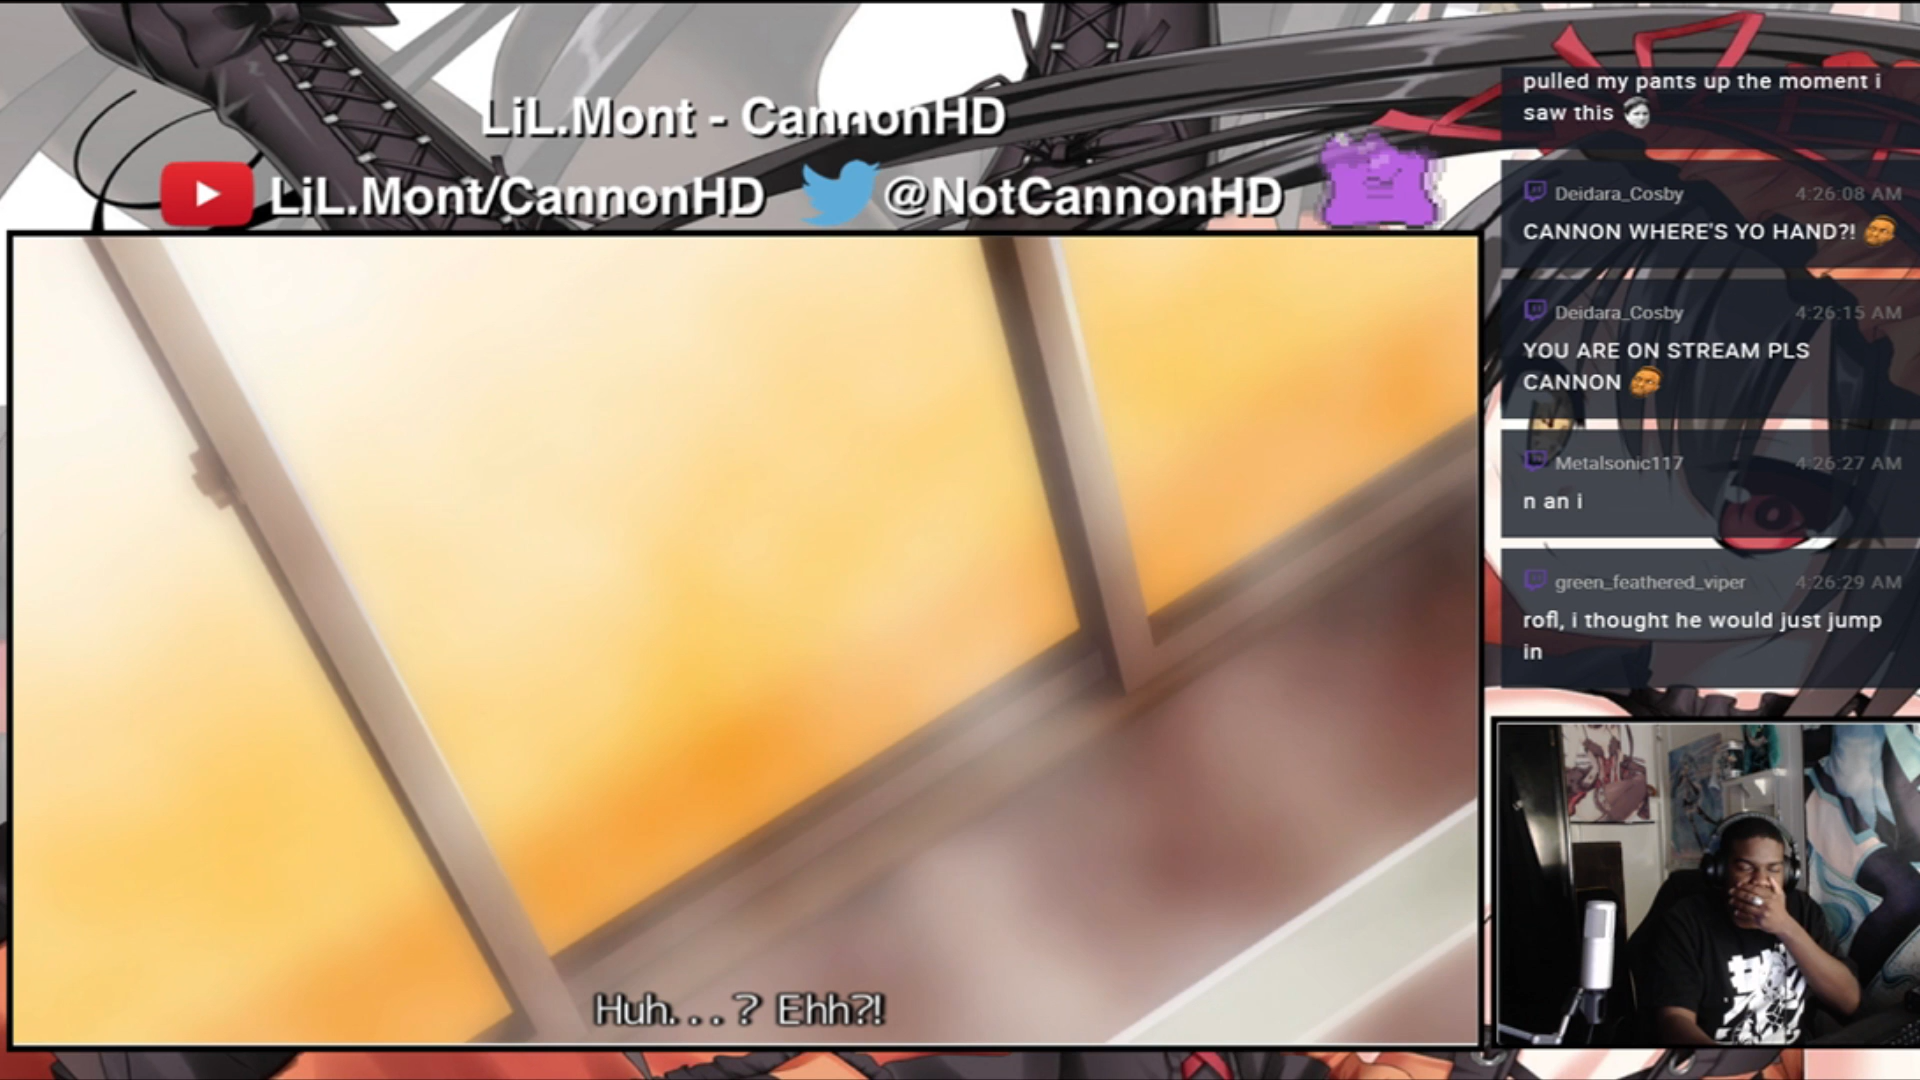 LiL.Mont - CannonHD
LiL.Mont/CannonHD @NotCannonHD
pulled my pants up the moment i
saw this
Deidara_Cosby 4:26:08 AM
CANNON WHERE'S YO HAND?!
Deidara_Cosby 4:26:15 AM
YOU ARE ON STREAM PLS
CANNON
Metalsonic117 4:26:27 AM
n an i
green_feathered_viper 4:26:29 AM
rofl, i thought he would just jump
in
Huh. . . ? Ehh?!